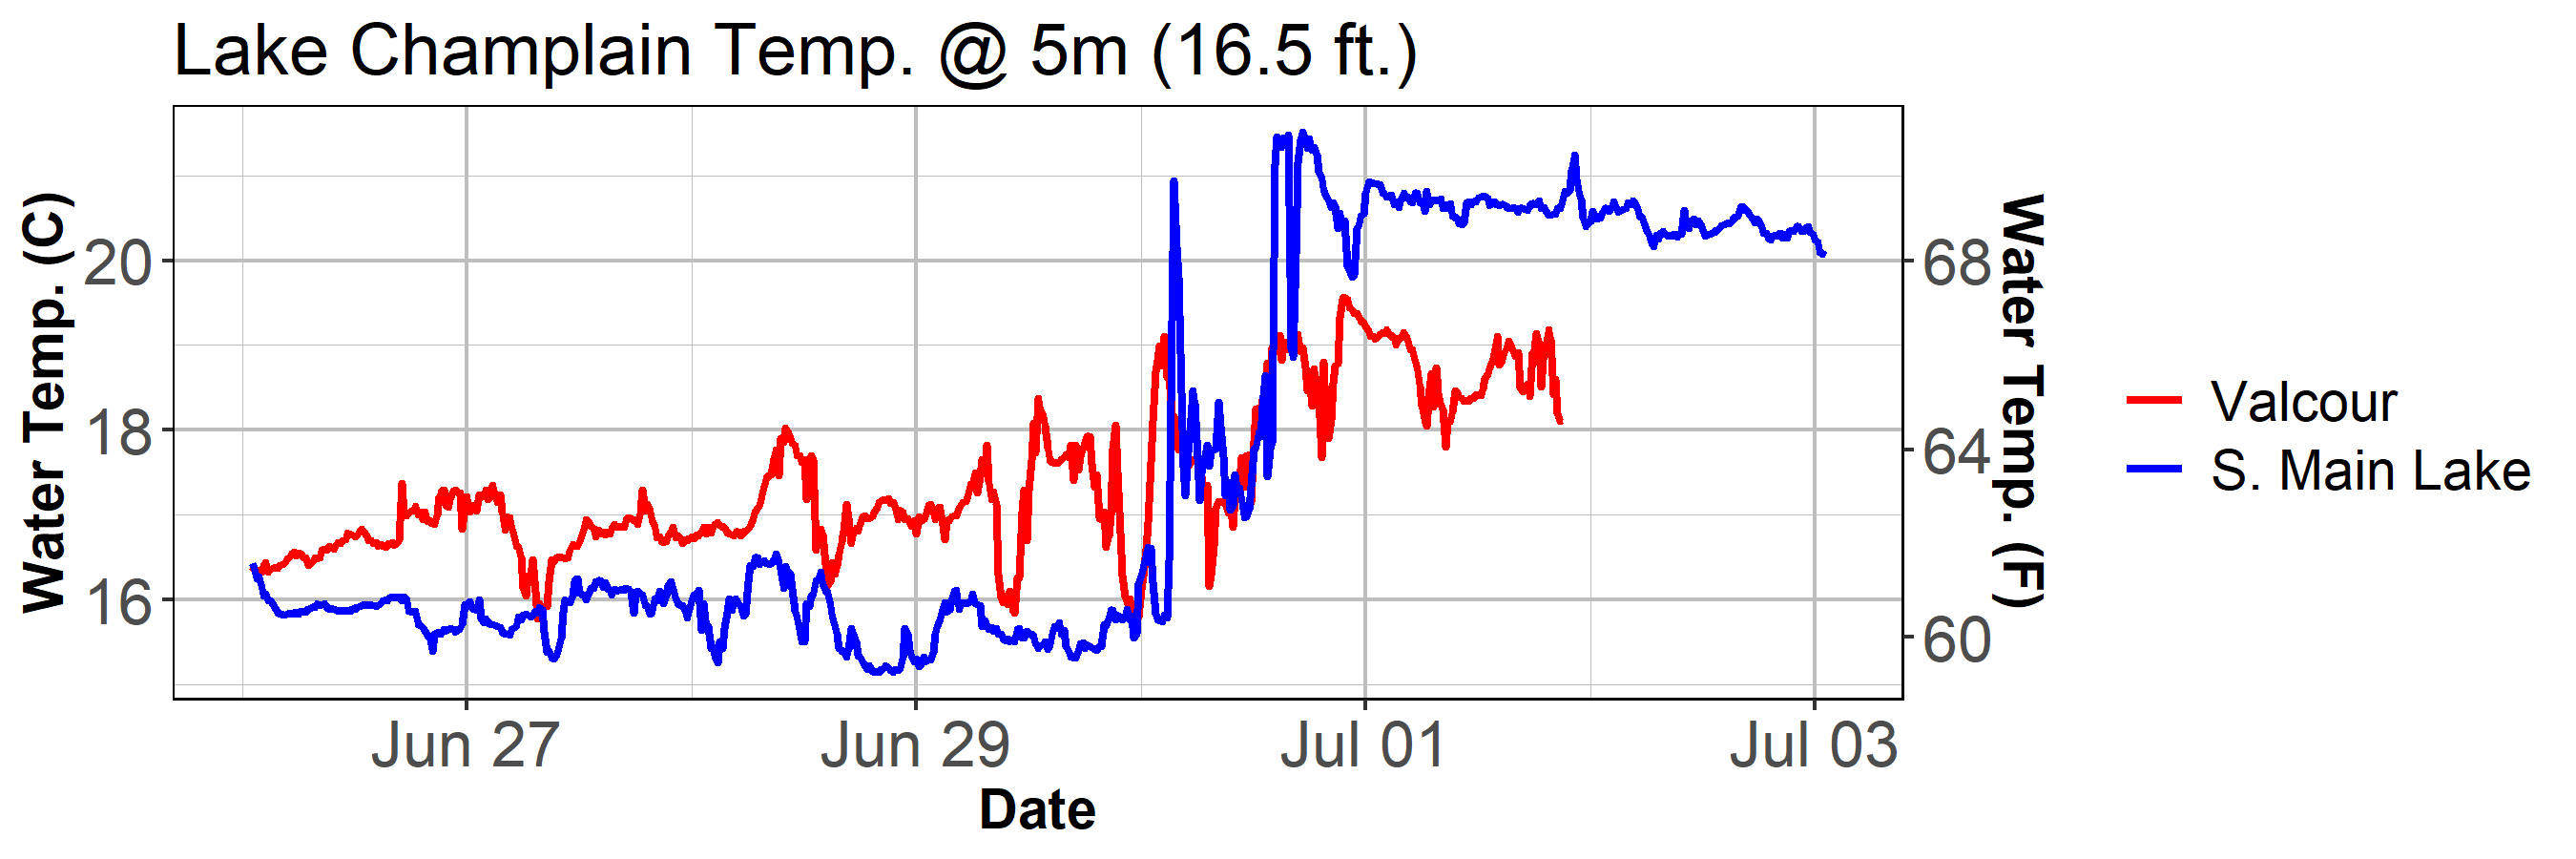 Lake Champlain Temp. @ 5m (16.5 ft.)
Water Temp. (C)
20
18
16
68
64
60
Water Temp. (F)
Jun 27
Jun 29
Jul 01
Jul 03
Date
Valcour
S. Main Lake